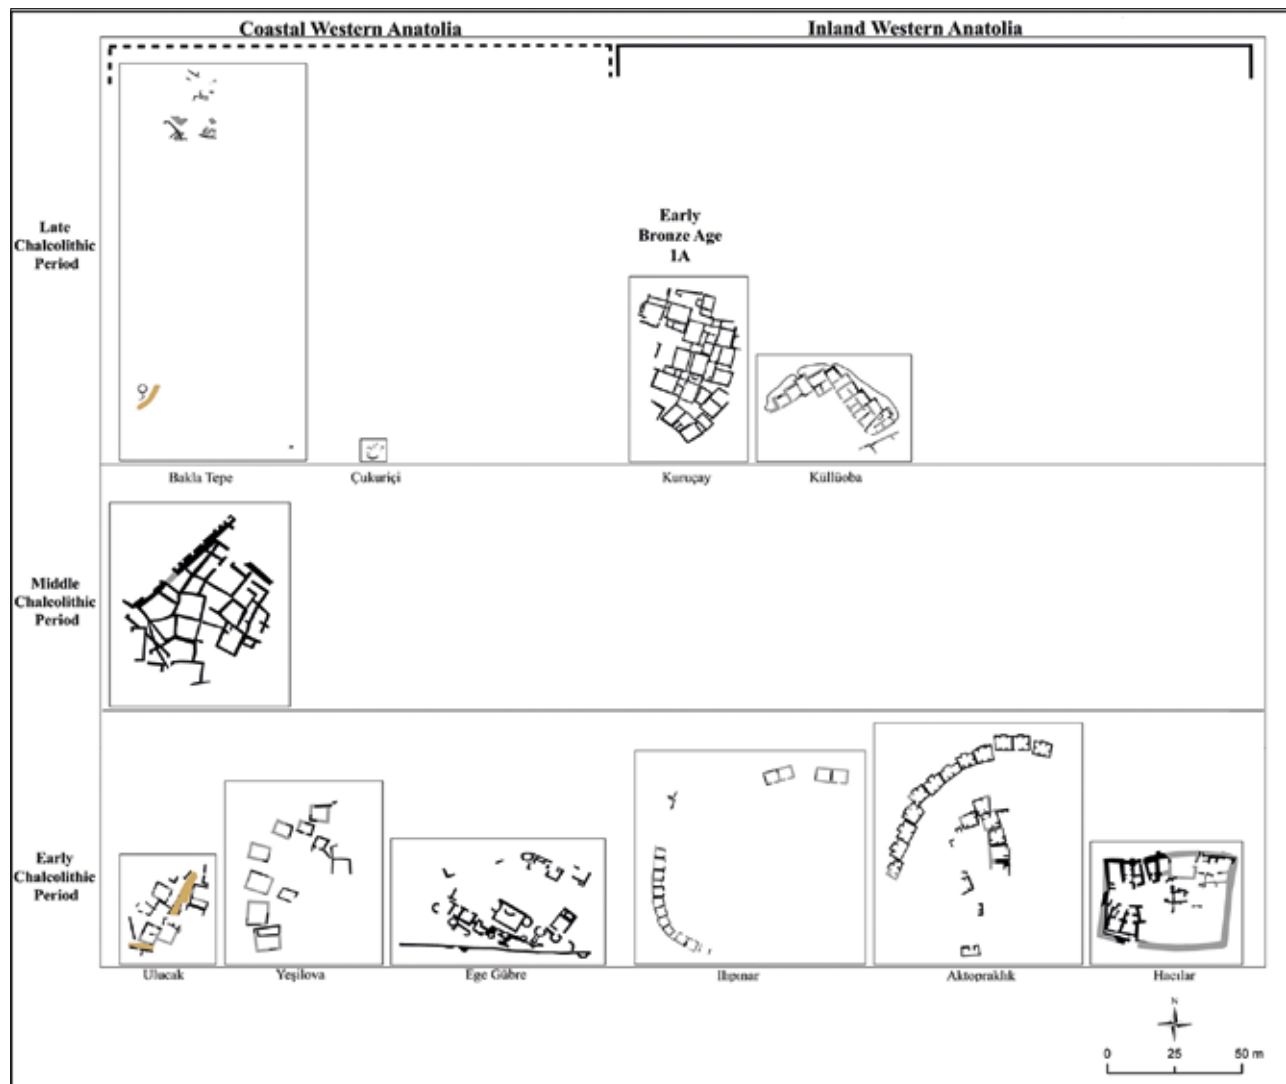 Coastal Western Anatolia
Inland Western Anatolia
Late
Chalcolithic
Period
Early
Bronze Age
1A
Bakla Tepe
Çukuriçi
Kuruçay
Küllüoba
Middle
Chalcolithic
Period
Early
Chalcolithic
Period
Ulucak
Yeşilova
Ege Gübre
Ilıpınar
Aktopraklık
Hacılar
N
0 25 50 m